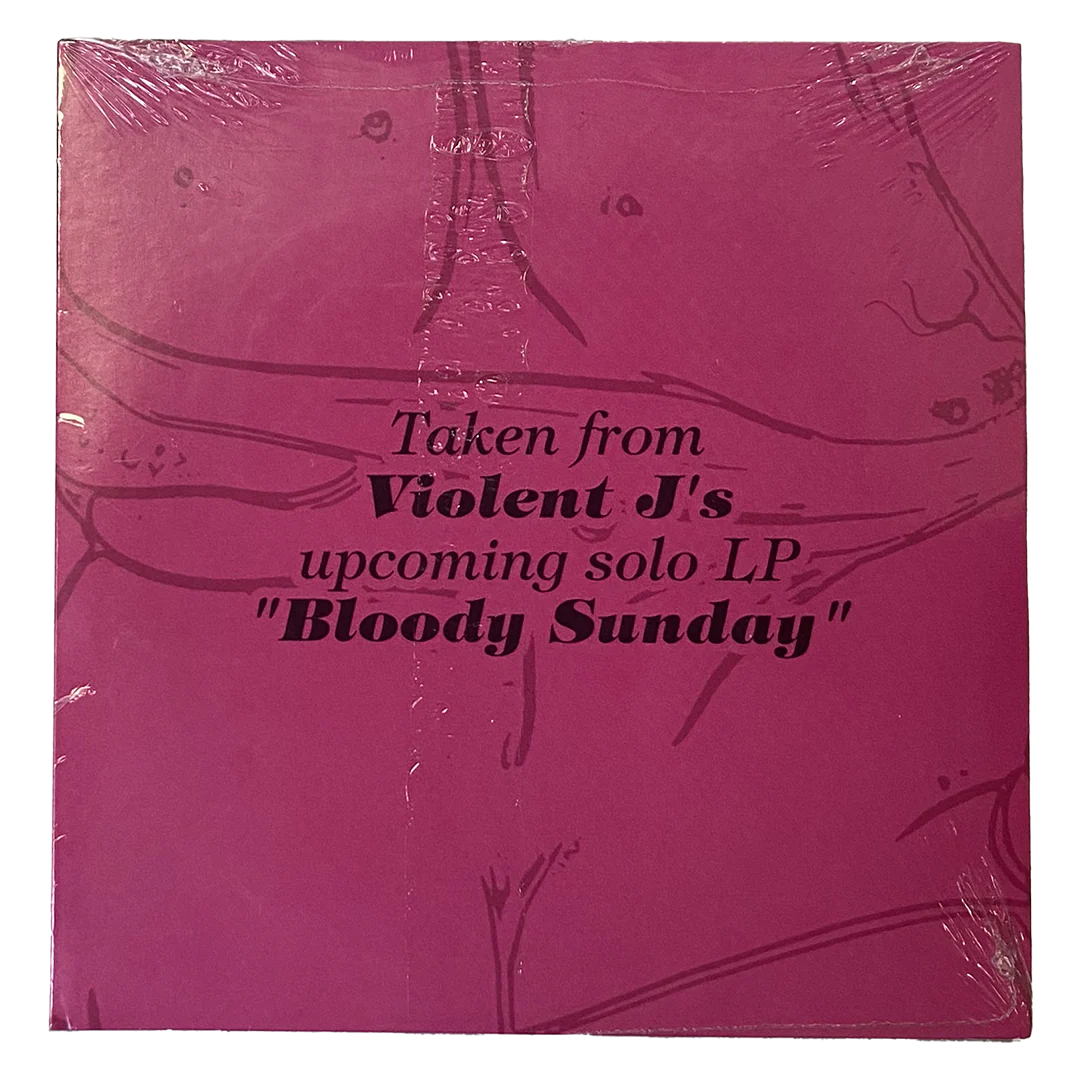 Taken from
Violent J's
upcoming solo LP
"Bloody Sunday"